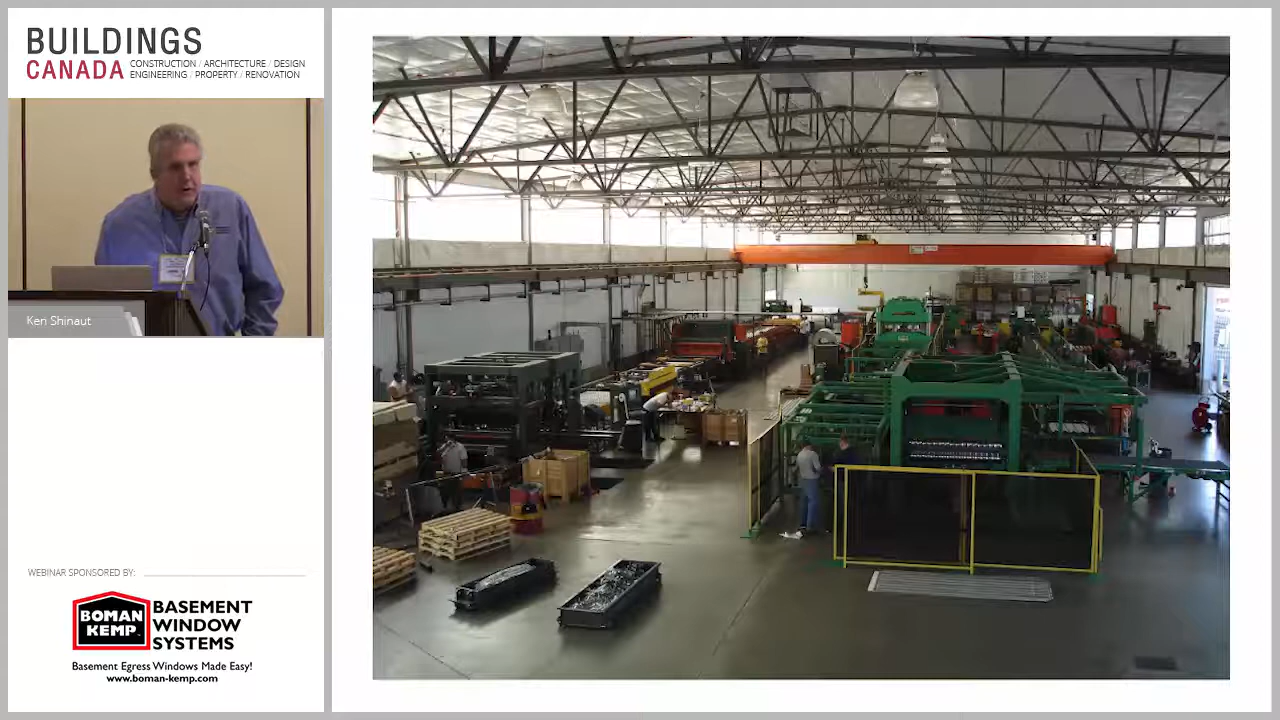 BUILDINGS
CANADA
CONSTRUCTION / ARCHITECTURE / DESIGN
ENGINEERING / PROPERTY / RENOVATION
Ken Shinaut
WEBINAR SPONSORED BY:
BOMAN
KEMP
BASEMENT
WINDOW
SYSTEMS
Basement Egress Windows Made Easy!
www.boman-kemp.com